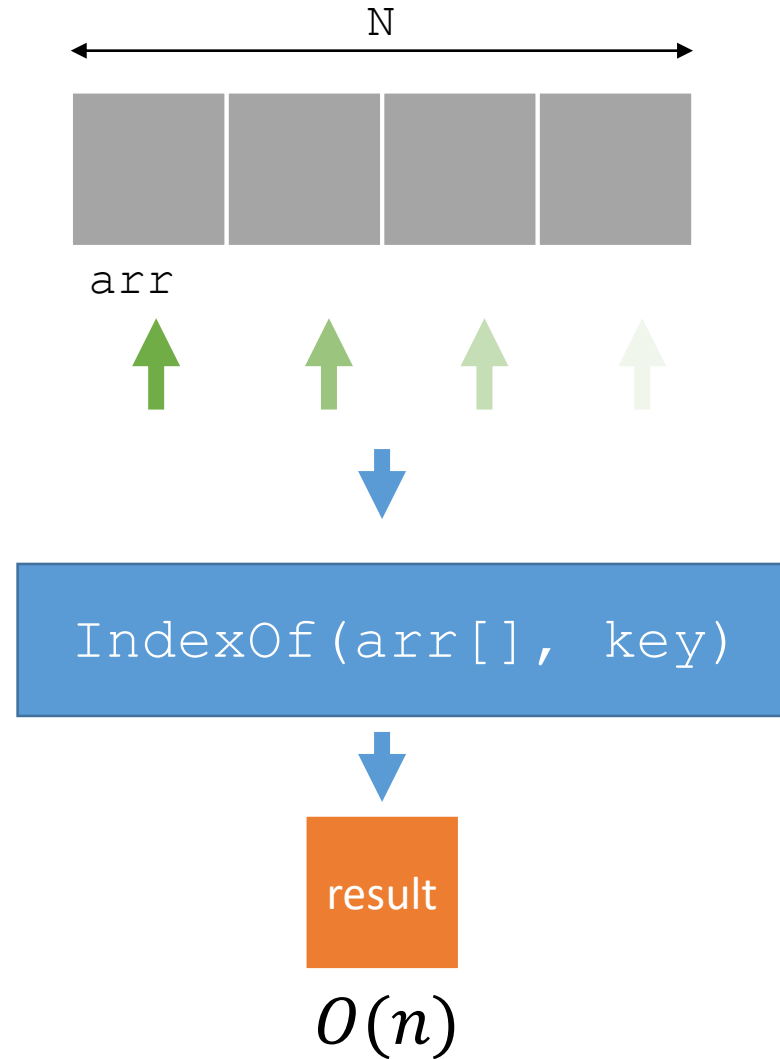 N
arr
IndexOf(arr[], key)
result
O(n)